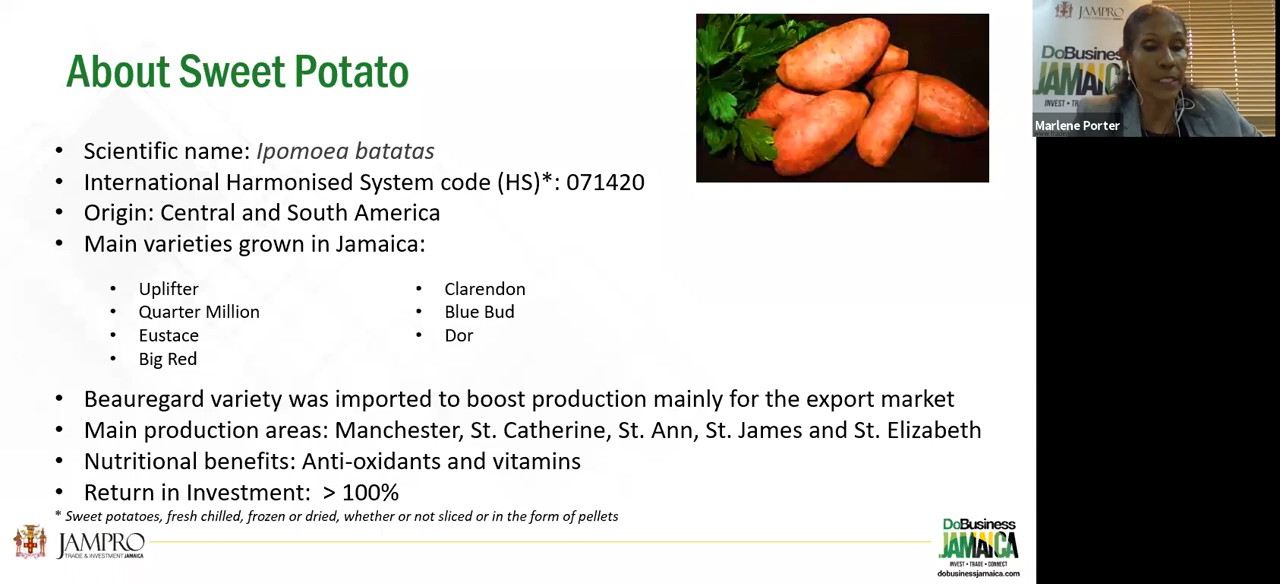 About Sweet Potato
• Scientific name: Ipomoea batatas
• International Harmonised System code (HS)*: 071420
• Origin: Central and South America
• Main varieties grown in Jamaica:
• Uplifter
• Quarter Million
• Eustace
• Big Red
• Clarendon
• Blue Bud
• Dor
• Beauregard variety was imported to boost production mainly for the export market
• Main production areas: Manchester, St. Catherine, St. Ann, St. James and St. Elizabeth
• Nutritional benefits: Anti-oxidants and vitamins
• Return in Investment: > 100%
* Sweet potatoes, fresh chilled, frozen or dried, whether or not sliced or in the form of pellets
JAMPRO
TRADE & INVESTMENT JAMAICA
DoBusiness
JAMAICA
INVEST • TRADE • CONNECT
dobusinessjamaica.com
JAMPRO
DoBusiness
JAMAIC
INVEST • TR
Marlene Porter